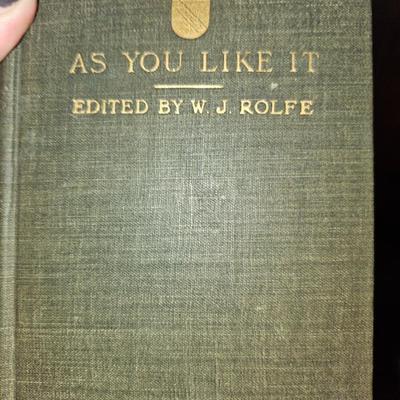 AS YOU LIKE IT
EDITED BY W. J. ROLFE